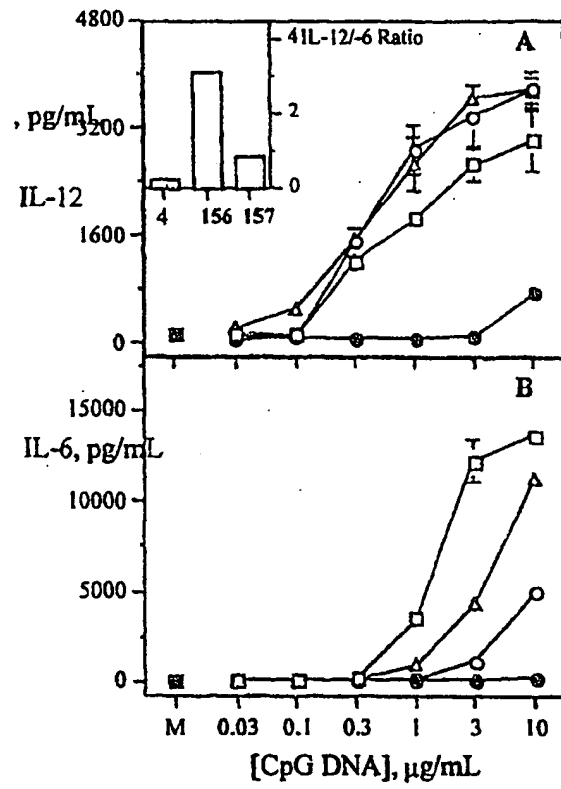 4800
3200
1600
0
, pg/mL
IL-12
4IL-12/-6 Ratio
2
0
4 156 157
A
B
15000
10000
5000
0
IL-6, pg/mL
M 0.03 0.1 0.3 1 3 10
[CpG DNA], μg/mL